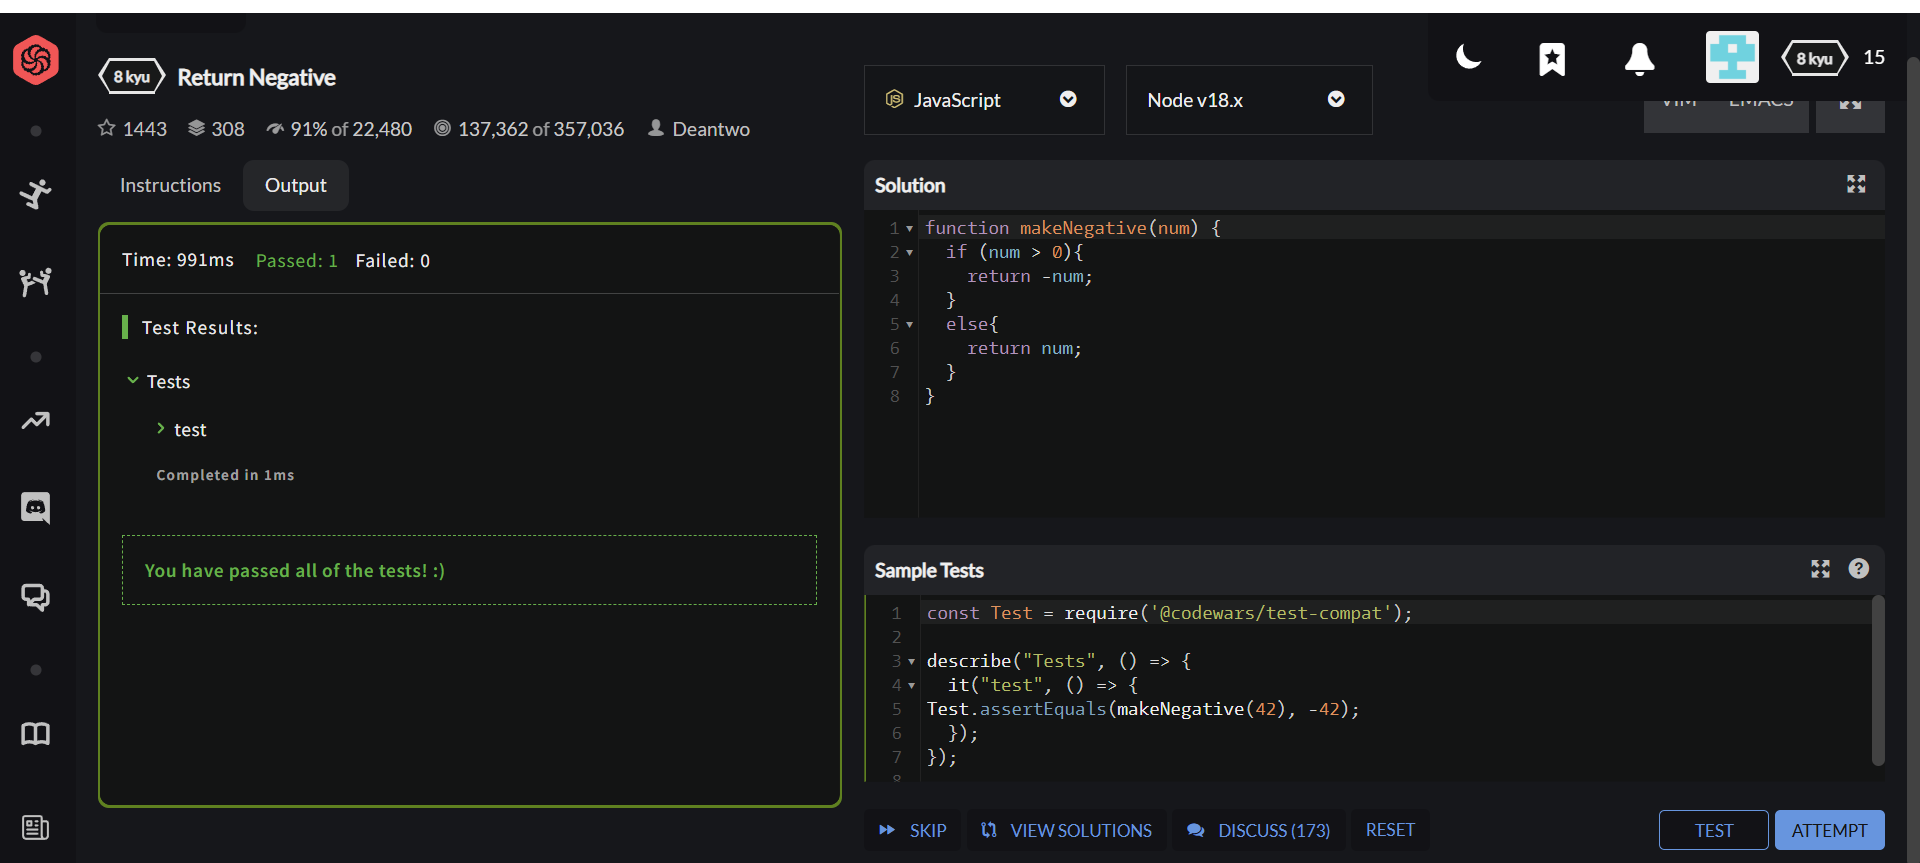 8 kyu Return Negative
1443 308 91% of 22,480 137,362 of 357,036 Deantwo
Instructions Output
Time: 991ms Passed: 1 Failed: 0
Test Results:
Tests
test
Completed in 1ms
You have passed all of the tests! :)
JS JavaScript Node v18.x
8 kyu 15
VIM EMACS
Solution
1 function makeNegative(num) {
2 if (num > 0){
3 return -num;
4 }
5 else{
6 return num;
7 }
8 }
Sample Tests ?
1 const Test = require('@codewars/test-compat');
2
3 describe("Tests", () => {
4 it("test", () => {
5 Test.assertEquals(makeNegative(42), -42);
6 });
7 });
8
SKIP VIEW SOLUTIONS DISCUSS (173) RESET TEST ATTEMPT